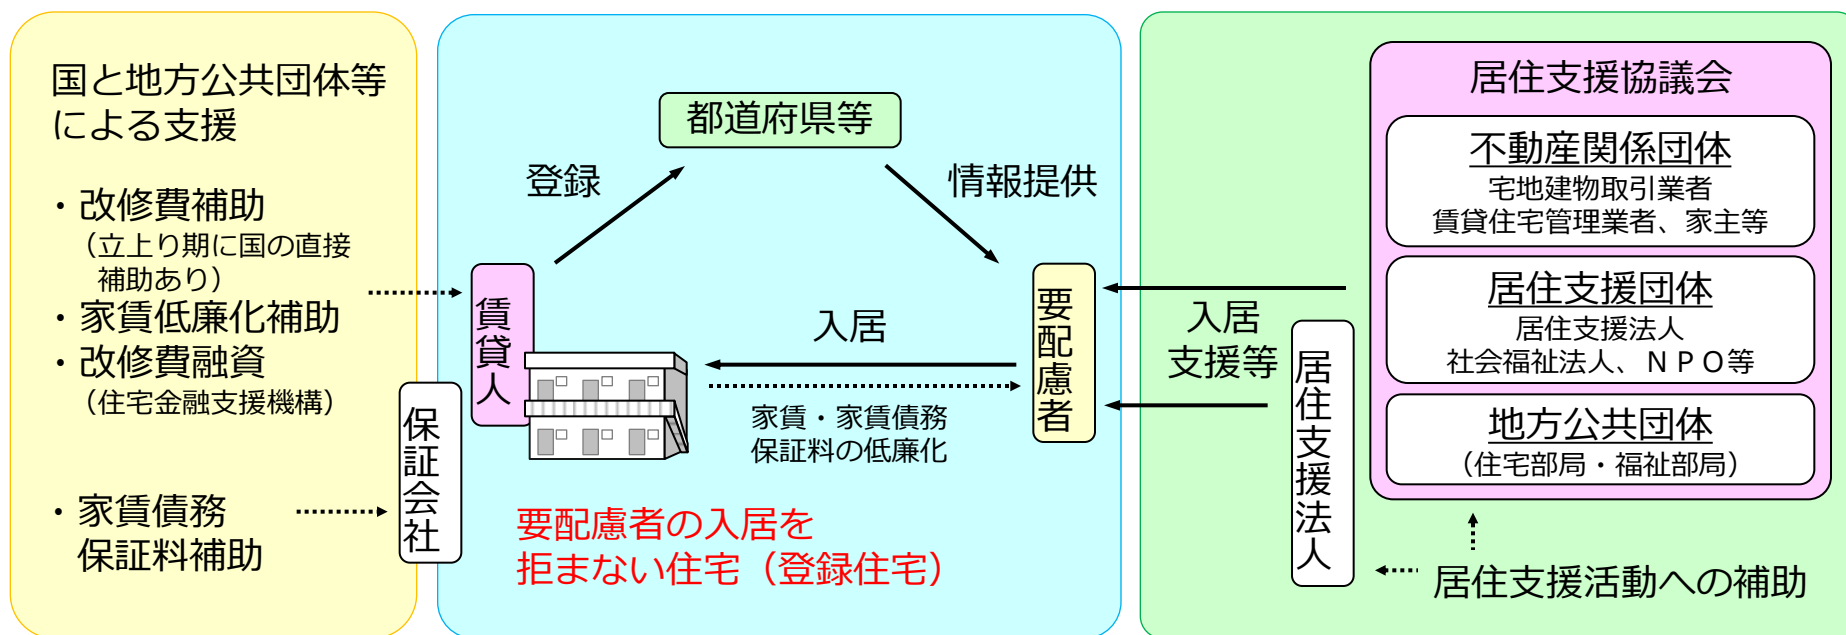 国と地方公共団体等
による支援
・改修費補助
（立上り期に国の直接
補助あり）
・家賃低廉化補助
・改修費融資
（住宅金融支援機構）
・家賃債務
保証料補助
保証会社
都道府県等
登録
情報提供
賃貸人
入居
要配慮者
家賃・家賃債務
保証料の低廉化
要配慮者の入居を
拒まない住宅（登録住宅）
入居
支援等
居住支援法人
居住支援協議会
不動産関係団体
宅地建物取引業者
賃貸住宅管理業者、家主等
居住支援団体
居住支援法人
社会福祉法人、ＮＰＯ等
地方公共団体
（住宅部局・福祉部局）
居住支援活動への補助